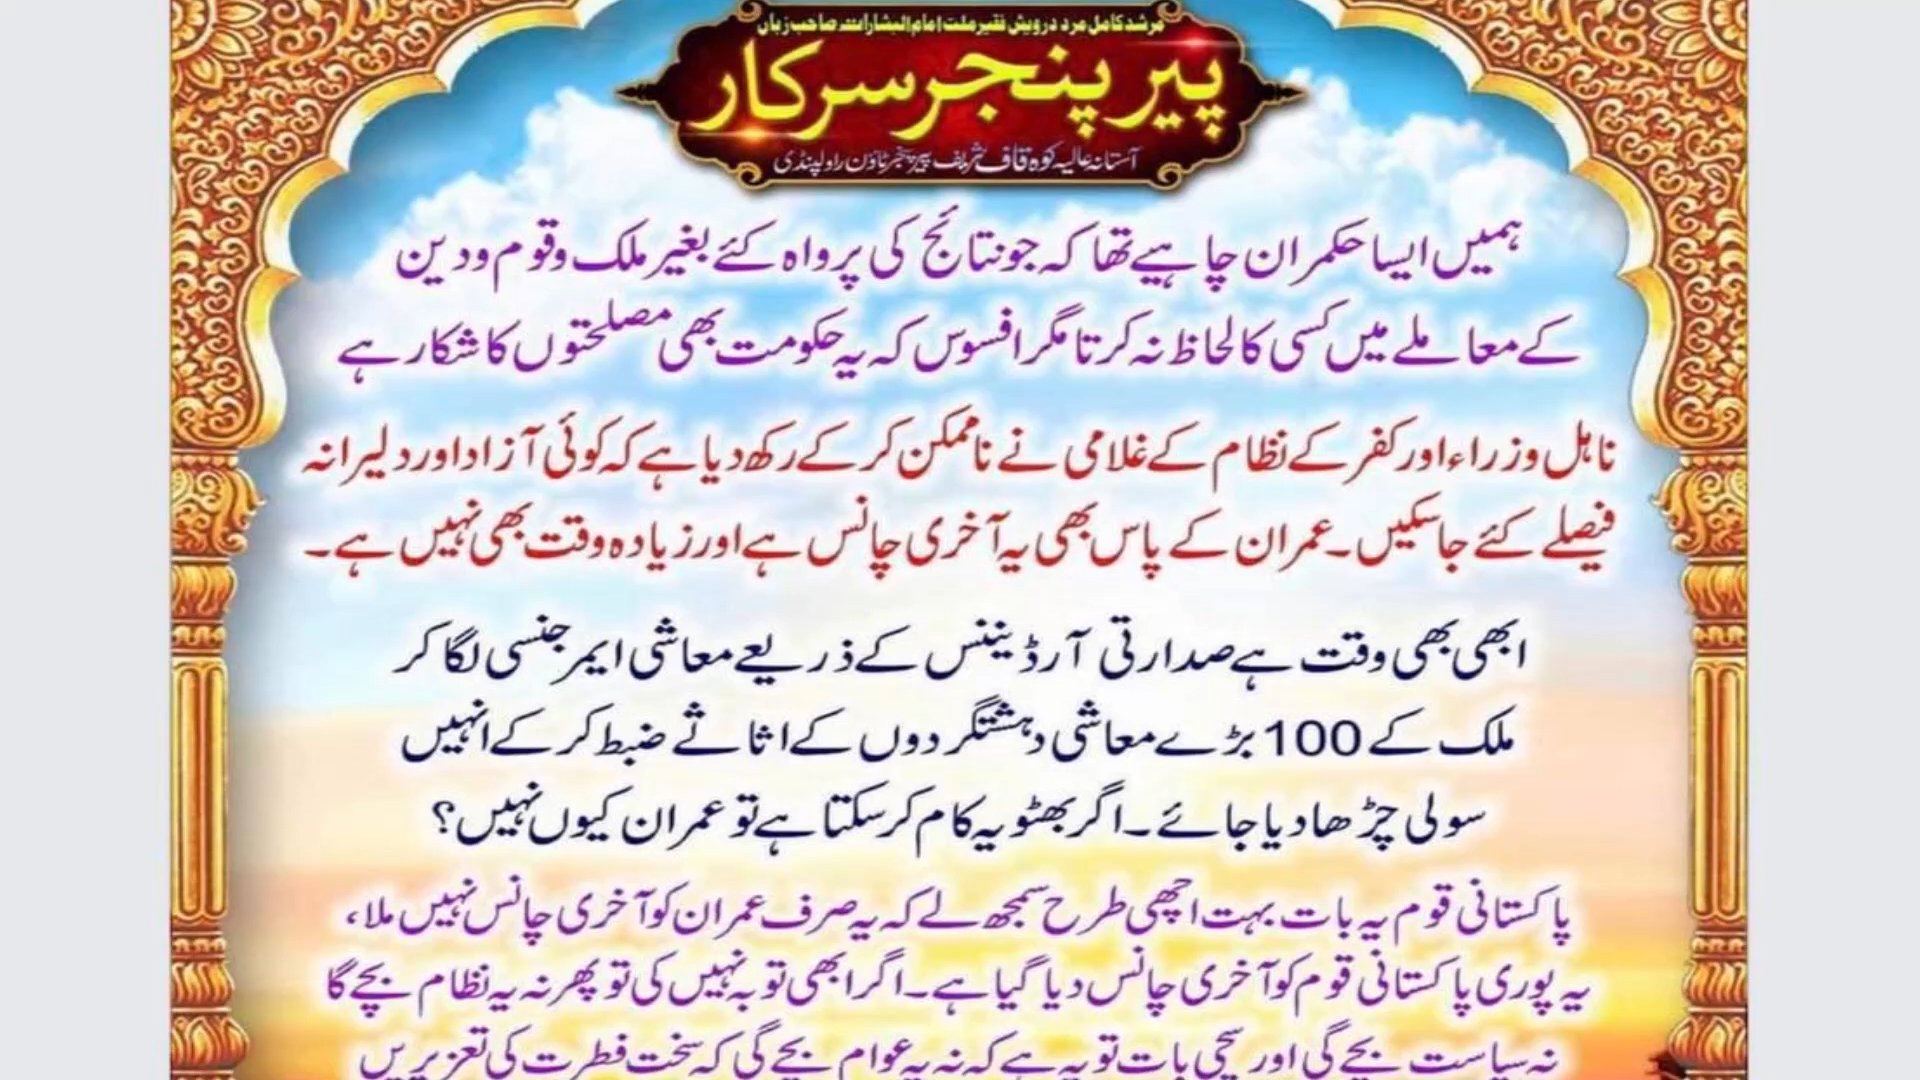 مرشد کامل مرد درویش فقیر ملت امام البشارات صاحب زماں
پیر پنجر سرکار
آستانہ عالیہ کوہ قاف شریف پیر پنجر ٹاؤن راولپنڈی
ہمیں ایسا حکمران چاہیے تھا کہ جو نتائج کی پرواہ کئے بغیر ملک و قوم و دین
کے معاملے میں کسی کا لحاظ نہ کرتا مگر افسوس کہ یہ حکومت بھی مصلحتوں کا شکار ہے
نااہل وزراء اور کفر کے نظام کے غلامی نے ناممکن کر کے رکھ دیا ہے کہ کوئی آزاد اور دلیرانہ
فیصلے کئے جا سکیں۔ عمران کے پاس بھی یہ آخری چانس ہے اور زیادہ وقت بھی نہیں ہے۔
ابھی بھی وقت ہے صدارتی آرڈیننس کے ذریعے معاشی ایمرجنسی لگا کر
ملک کے 100 بڑے معاشی دہشتگردوں کے اثاثے ضبط کر کے انہیں
سولی چڑھا دیا جائے۔ اگر بھٹو یہ کام کر سکتا ہے تو عمران کیوں نہیں؟
پاکستانی قوم یہ بات بہت اچھی طرح سمجھ لے کہ یہ صرف عمران کو آخری چانس نہیں ملا،
یہ پوری پاکستانی قوم کو آخری چانس دیا گیا ہے۔ اگر ابھی توبہ نہیں کی تو پھر نہ یہ نظام بچے گا
نہ سیاست بچے گی اور سچی بات تو یہ ہے کہ نہ یہ عوام بچے گی کہ سخت فطرت کی تعزیریں